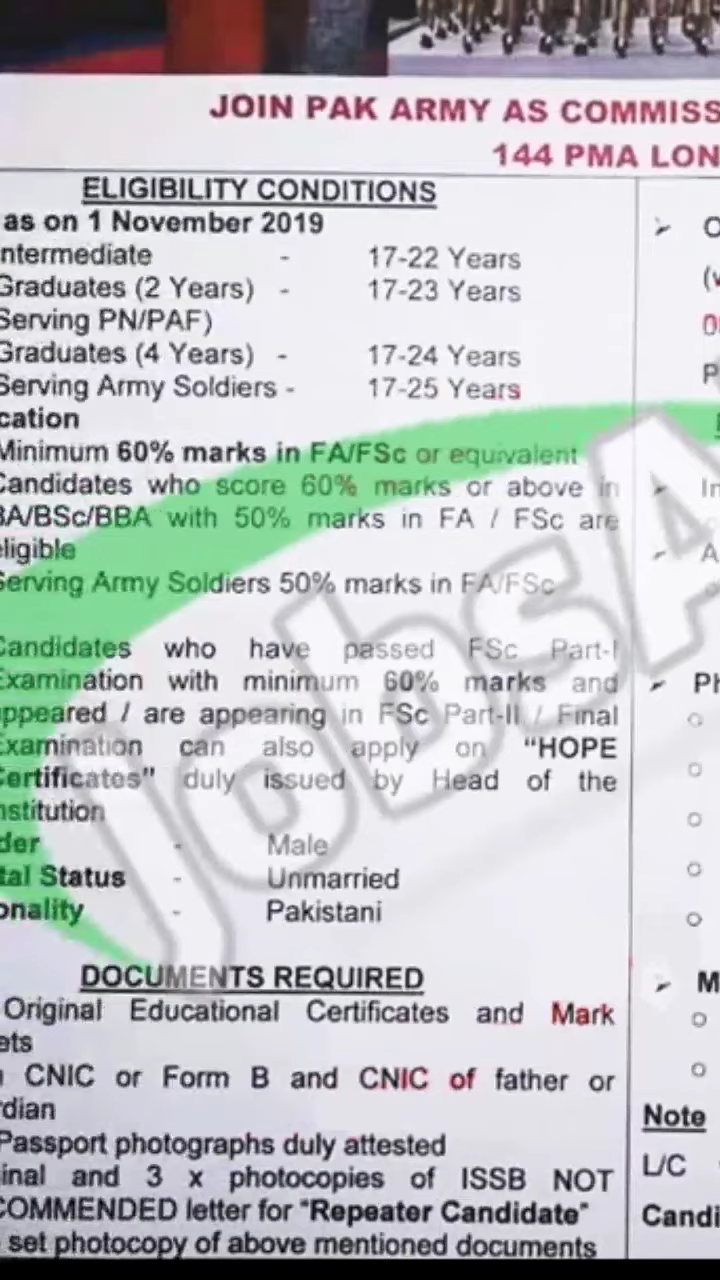 JOIN PAK ARMY AS COMMISS
144 PMA LON
ELIGIBILITY CONDITIONS
as on 1 November 2019
ntermediate - 17-22 Years
Graduates (2 Years) - 17-23 Years
Serving PN/PAF)
Graduates (4 Years) - 17-24 Years
Serving Army Soldiers - 17-25 Years
cation
Minimum 60% marks in FA/FSc or equivalent
Candidates who score 60% marks or above in
BA/BSc/BBA with 50% marks in FA / FSc are
ligible
Serving Army Soldiers 50% marks in FA/FSc
Candidates who have passed FSc Part-I
Examination with minimum 60% marks and
appeared / are appearing in FSc Part-II / Final
Examination can also apply on "HOPE
Certificates" duly issued by Head of the
nstitution
der - Male
tal Status - Unmarried
onality - Pakistani
DOCUMENTS REQUIRED
Original Educational Certificates and Mark
ets
CNIC or Form B and CNIC of father or
dian
Passport photographs duly attested
inal and 3 x photocopies of ISSB NOT
COMMENDED letter for "Repeater Candidate"
set photocopy of above mentioned documents
In
A
Ph
M
Note
L/C
Candi
JobsA